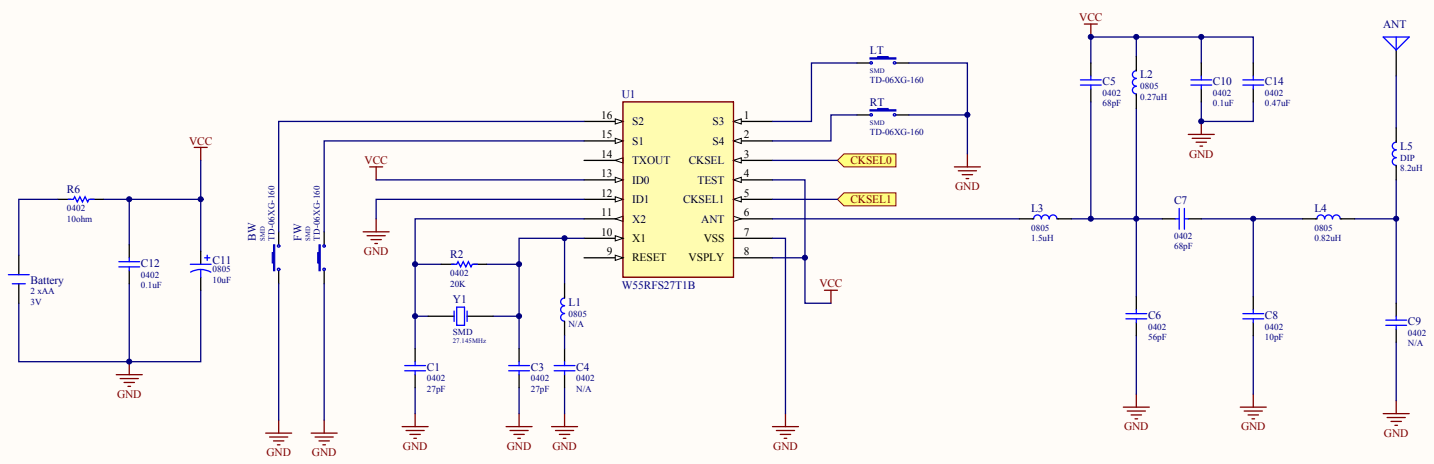 VCC
R6
0402
10ohm
Battery
2 xAA
3V
C12
0402
0.1uF
C11
0805
10uF
GND
BW
SMD
TD-06XG-160
GND
FW
SMD
TD-06XG-160
GND
VCC
GND
R2
0402
20K
Y1
SMD
27.145MHz
C1
0402
27pF
GND
C3
0402
27pF
GND
L1
0805
N/A
C4
0402
N/A
GND
U1
16 S2 S3 1
15 S1 S4 2
14 TXOUT CKSEL 3
13 ID0 TEST 4
12 ID1 CKSEL1 5
11 X2 ANT 6
10 X1 VSS 7
9 RESET VSPLY 8
W55RFS27T1B
LT
SMD
TD-06XG-160
RT
SMD
TD-06XG-160
GND
CKSEL0
CKSEL1
VCC
GND
L3
0805
1.5uH
VCC
C5
0402
68pF
L2
0805
0.27uH
C10
0402
0.1uF
C14
0402
0.47uF
GND
C7
0402
68pF
C6
0402
56pF
GND
C8
0402
10pF
GND
L4
0805
0.82uH
ANT
L5
DIP
8.2uH
C9
0402
N/A
GND